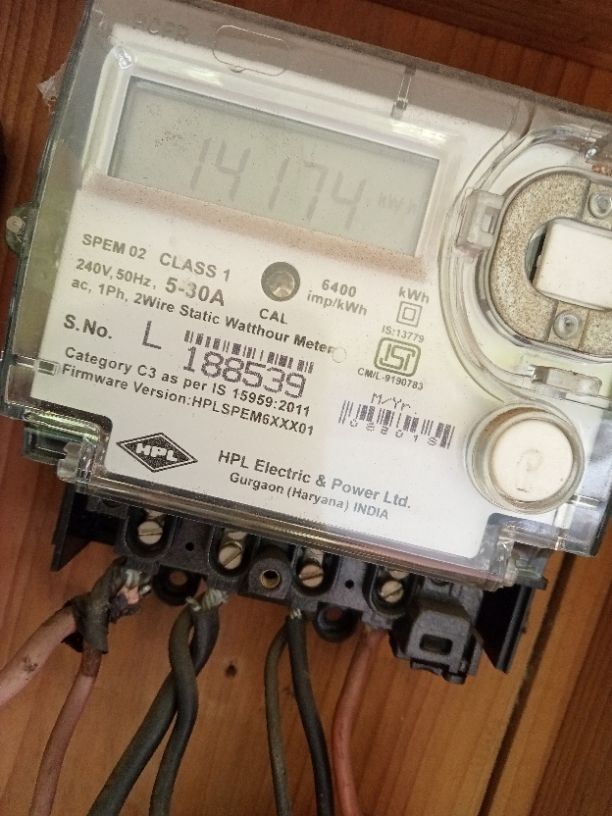 14174 kWh
SPEM 02 CLASS 1
240V, 50Hz, 5-30A
CAL
6400
imp/kWh
kWh
ac, 1Ph, 2Wire Static Watthour Meter
IS:13779
S.No. L 188539
CM/L-9190783
Category C3 as per IS 15959:2011
M/Yr.
Firmware Version:HPLSPEM6XXX01
HPL
HPL Electric & Power Ltd.
Gurgaon (Haryana) INDIA